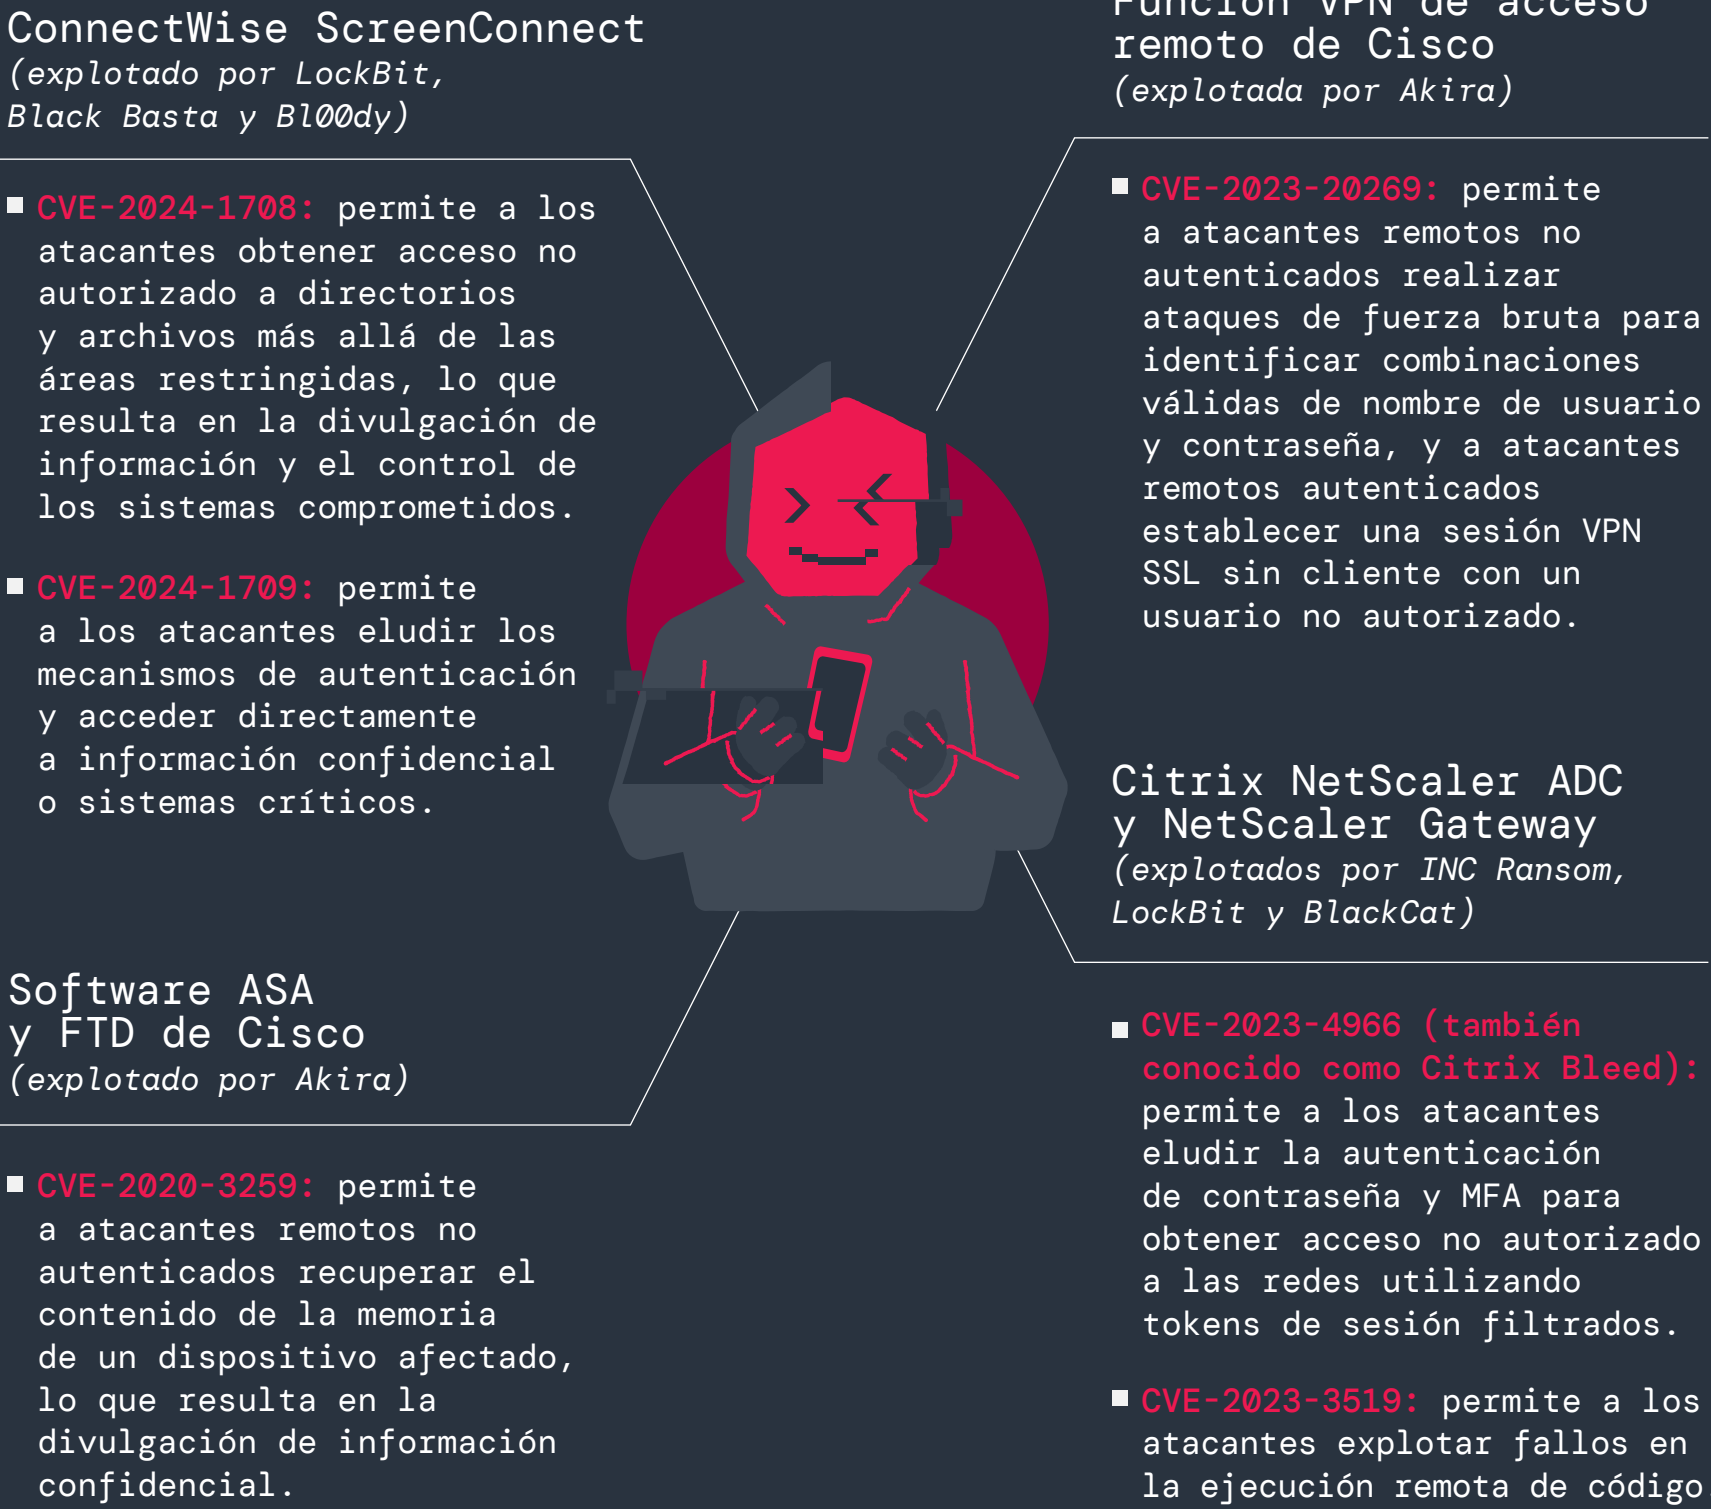 ConnectWise ScreenConnect
(explotado por LockBit,
Black Basta y Bl00dy)
CVE-2024-1708: permite a los
atacantes obtener acceso no
autorizado a directorios
y archivos más allá de las
áreas restringidas, lo que
resulta en la divulgación de
información y el control de
los sistemas comprometidos.
CVE-2024-1709: permite
a los atacantes eludir los
mecanismos de autenticación
y acceder directamente
a información confidencial
o sistemas críticos.
Software ASA
y FTD de Cisco
(explotado por Akira)
CVE-2020-3259: permite
a atacantes remotos no
autenticados recuperar el
contenido de la memoria
de un dispositivo afectado,
lo que resulta en la
divulgación de información
confidencial.
Función VPN de acceso
remoto de Cisco
(explotada por Akira)
CVE-2023-20269: permite
a atacantes remotos no
autenticados realizar
ataques de fuerza bruta para
identificar combinaciones
válidas de nombre de usuario
y contraseña, y a atacantes
remotos autenticados
establecer una sesión VPN
SSL sin cliente con un
usuario no autorizado.
Citrix NetScaler ADC
y NetScaler Gateway
(explotados por INC Ransom,
LockBit y BlackCat)
CVE-2023-4966 (también
conocido como Citrix Bleed):
permite a los atacantes
eludir la autenticación
de contraseña y MFA para
obtener acceso no autorizado
a las redes utilizando
tokens de sesión filtrados.
CVE-2023-3519: permite a los
atacantes explotar fallos en
la ejecución remota de código.